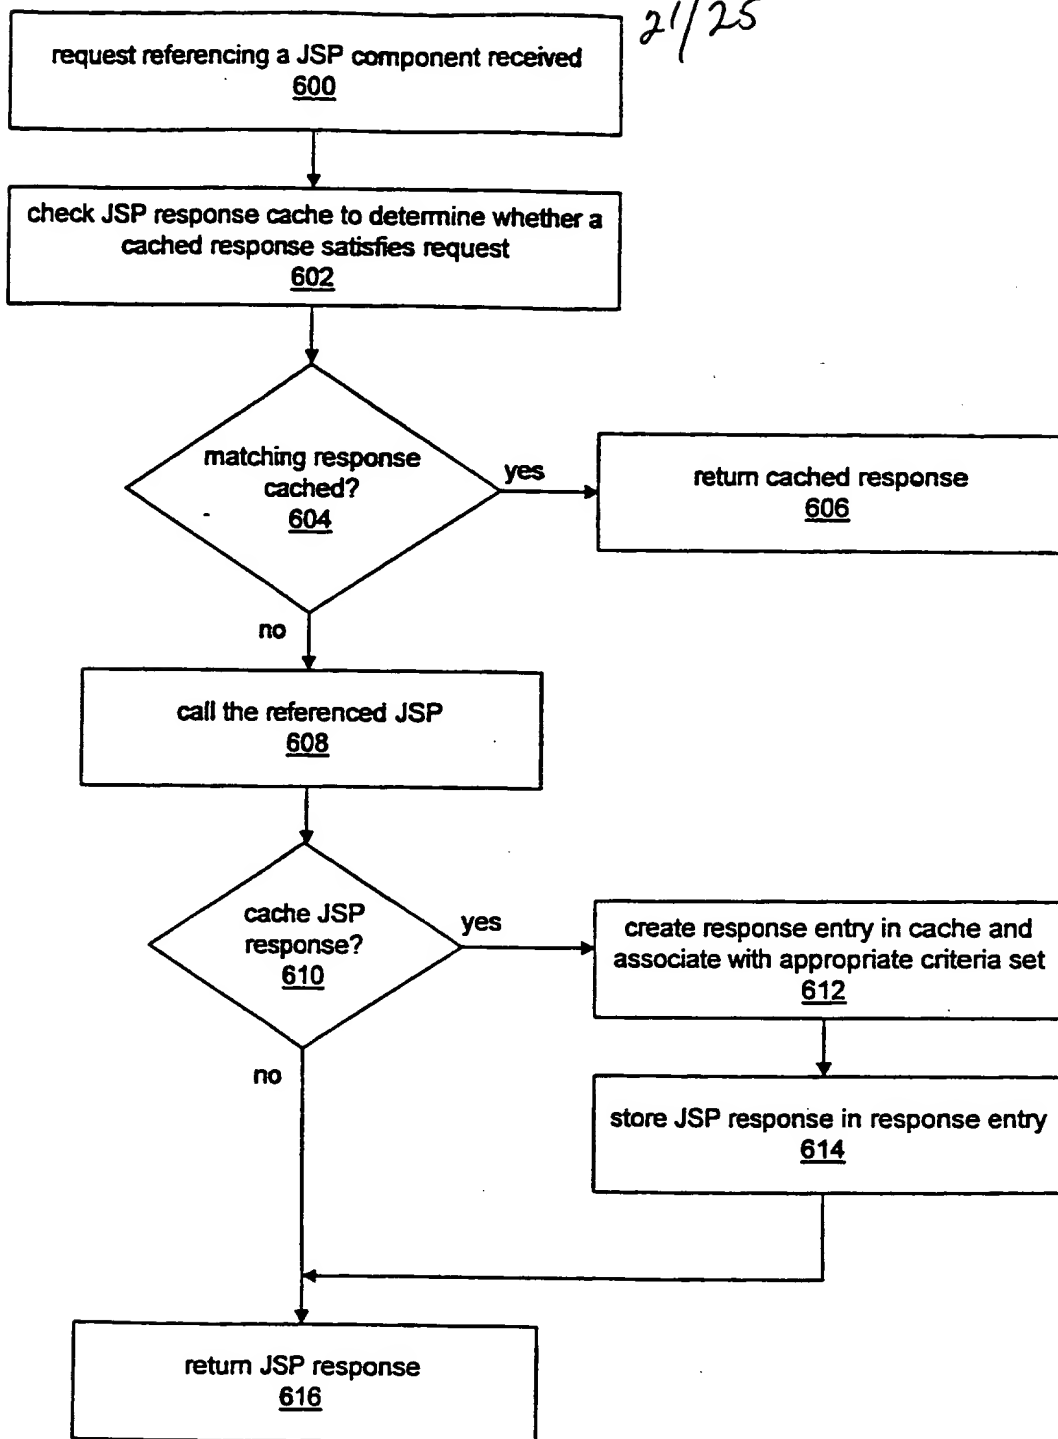 21/25
request referencing a JSP component received
600
check JSP response cache to determine whether a
cached response satisfies request
602
matching response
cached?
604
yes
return cached response
606
no
call the referenced JSP
608
cache JSP
response?
610
yes
create response entry in cache and
associate with appropriate criteria set
612
no
store JSP response in response entry
614
return JSP response
616